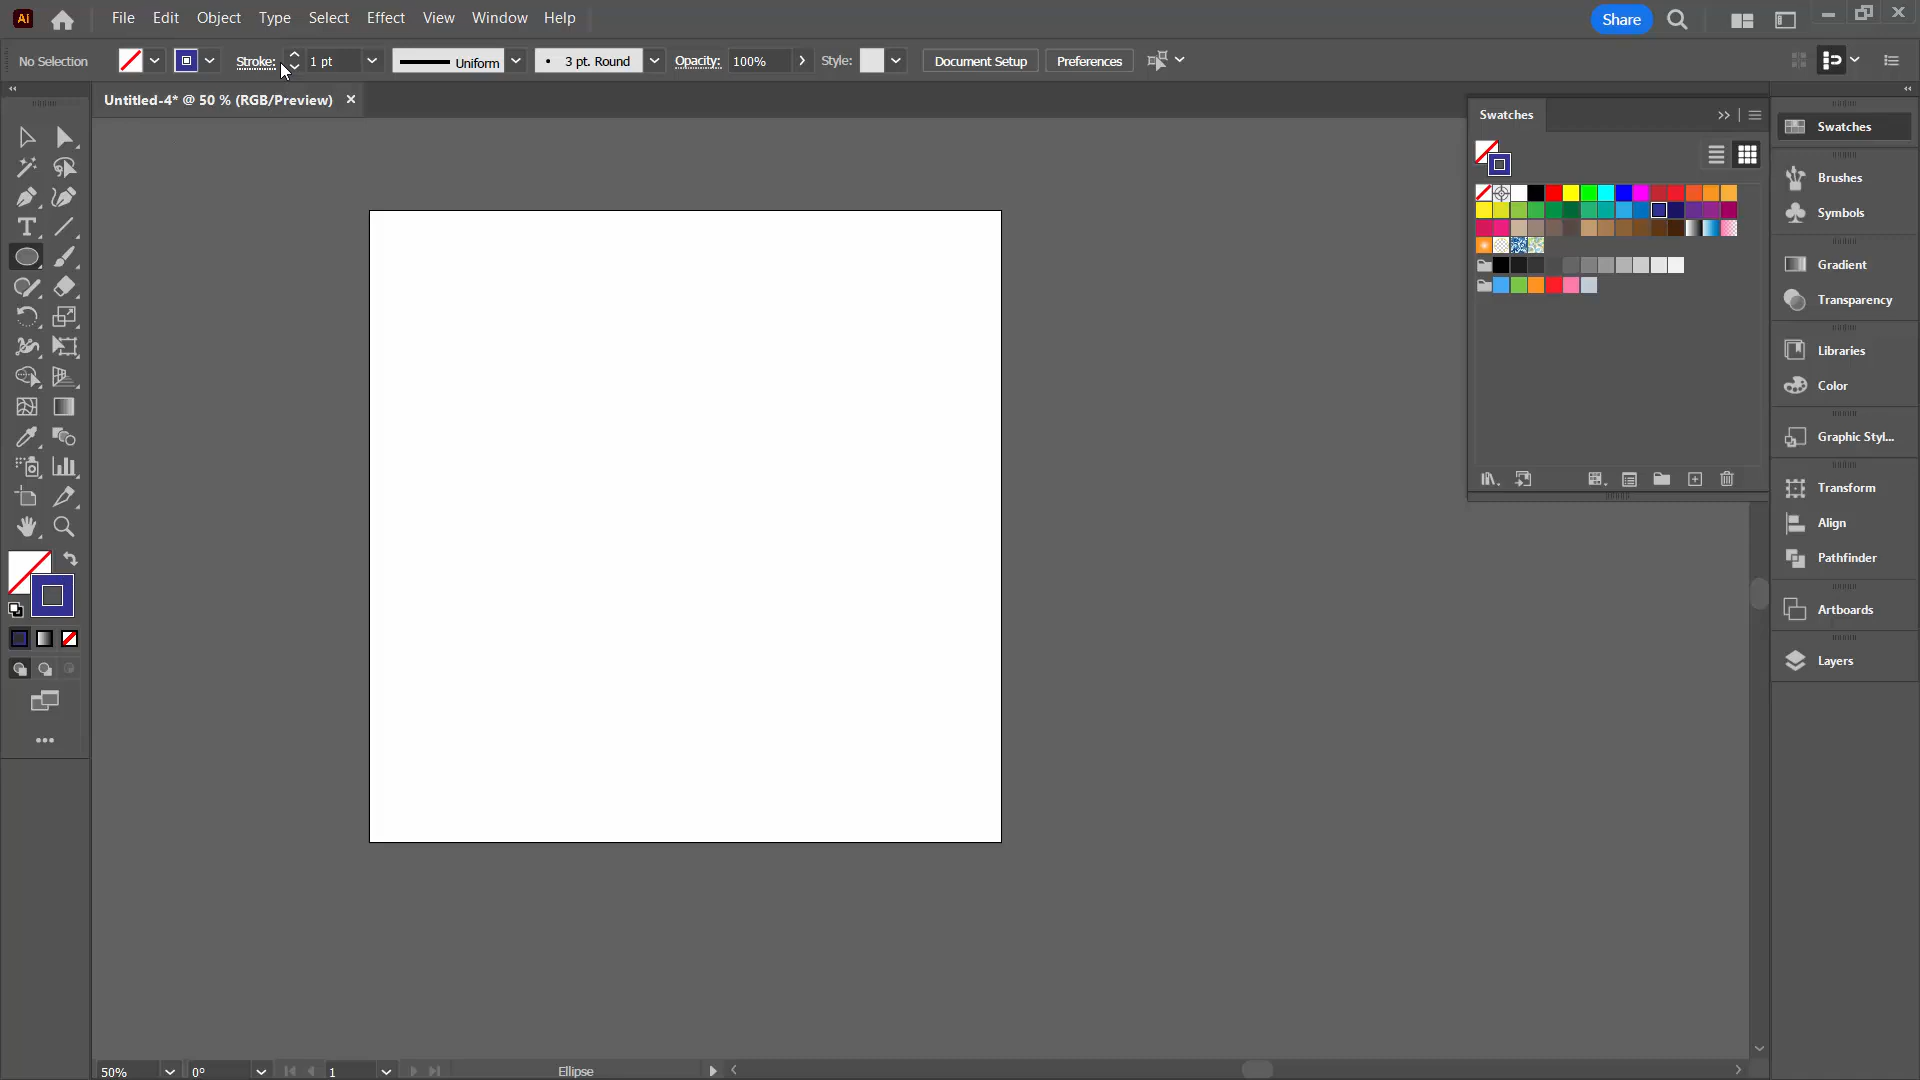 Ai File Edit Object Type Select Effect View Window Help Share
No Selection Stroke: 1 pt Uniform 3 pt. Round Opacity: 100% Style: Document Setup Preferences
Untitled-4* @ 50 % (RGB/Preview)
Swatches
Swatches
Brushes
Symbols
Gradient
Transparency
Libraries
Color
Graphic Styl...
Transform
Align
Pathfinder
Artboards
Layers
50% 0° 1 Ellipse